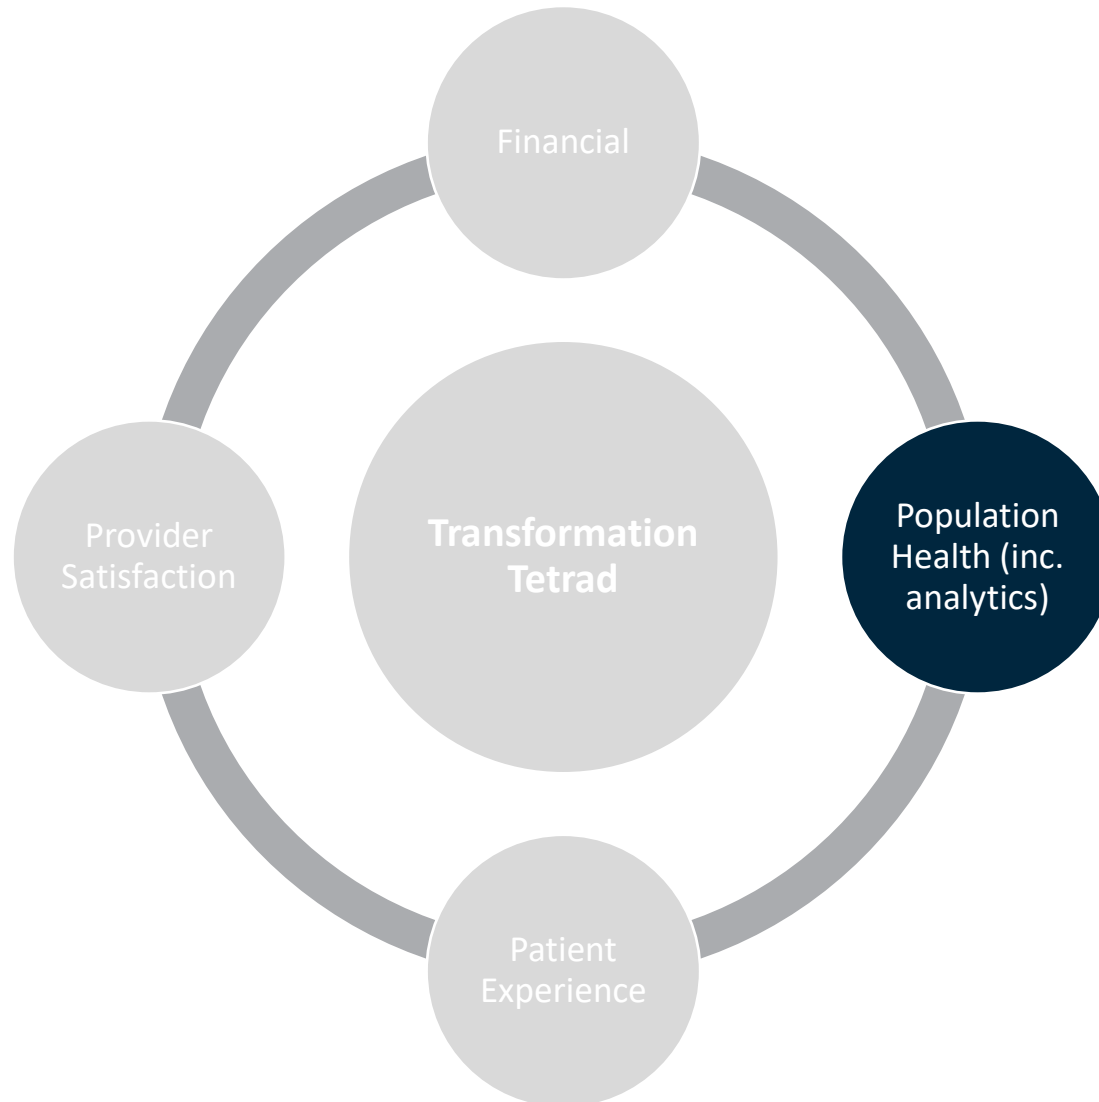 Financial
Provider
Satisfaction
Transformation
Tetrad
Population
Health (inc.
analytics)
Patient
Experience